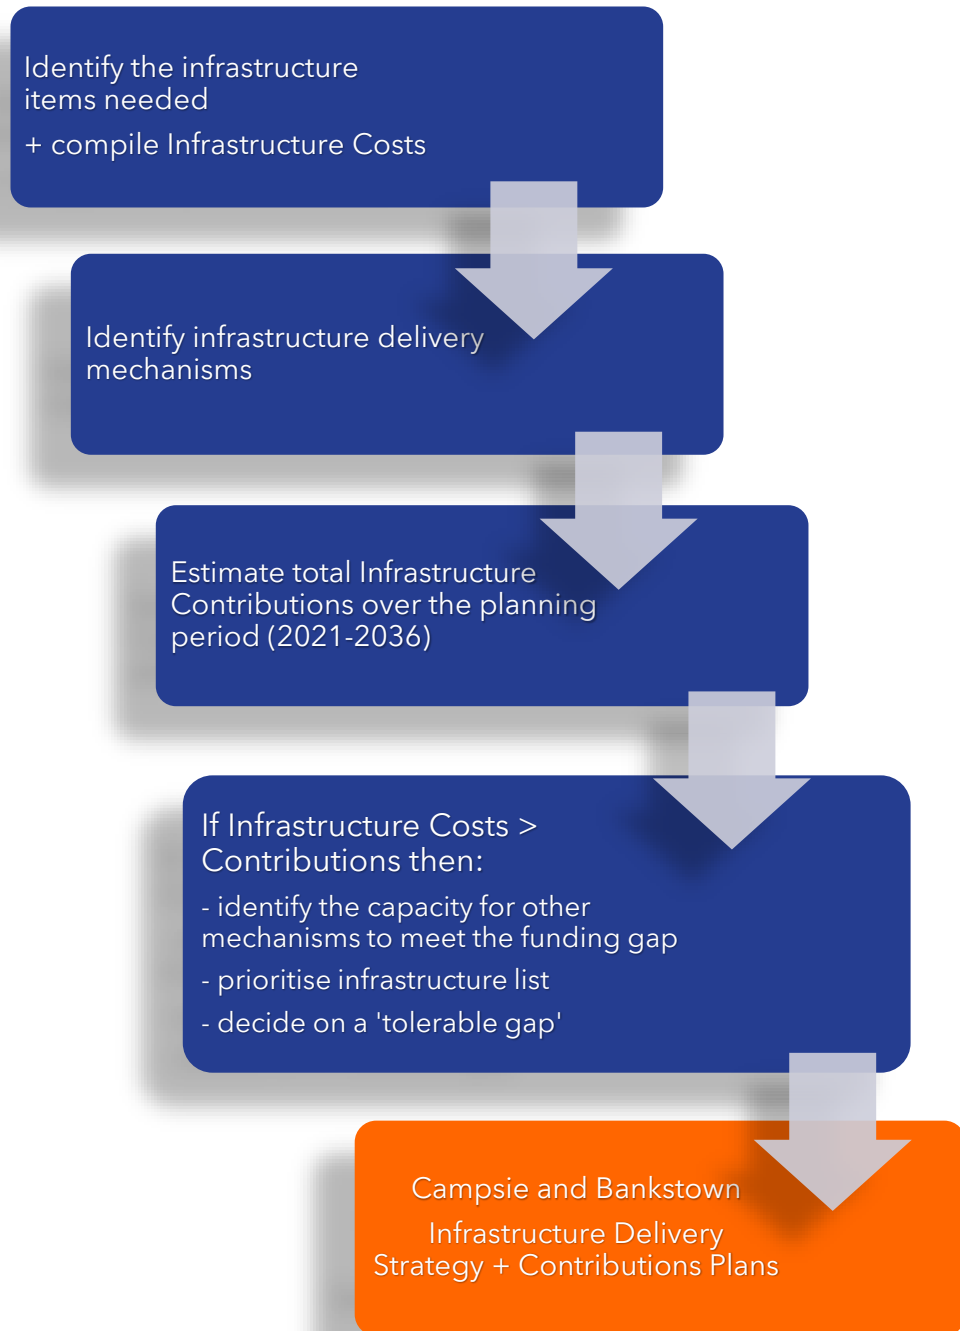 Identify the infrastructure
items needed
+ compile Infrastructure Costs
Identify infrastructure delivery
mechanisms
Estimate total Infrastructure
Contributions over the planning
period (2021-2036)
If Infrastructure Costs >
Contributions then:
- identify the capacity for other
mechanisms to meet the funding gap
- prioritise infrastructure list
- decide on a 'tolerable gap'
Campsie and Bankstown
Infrastructure Delivery
Strategy + Contributions Plans